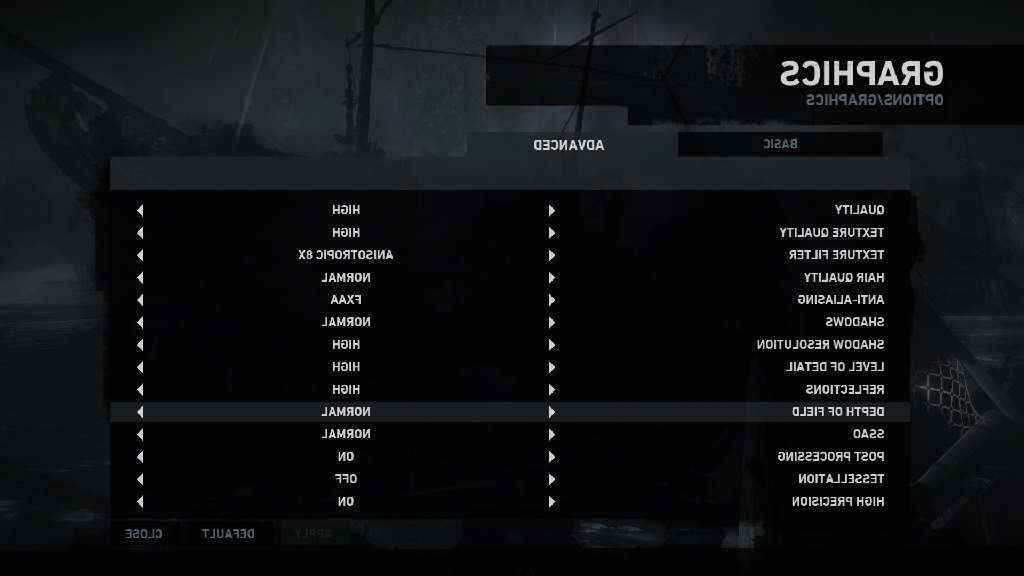 GRAPHICS
OPTIONS/GRAPHICS
BASIC ADVANCED
QUALITY HIGH
TEXTURE QUALITY HIGH
TEXTURE FILTER ANISOTROPIC 8X
HAIR QUALITY NORMAL
ANTI-ALIASING FXAA
SHADOWS NORMAL
SHADOW RESOLUTION HIGH
LEVEL OF DETAIL HIGH
REFLECTIONS HIGH
DEPTH OF FIELD NORMAL
SSAO NORMAL
POST PROCESSING ON
TESSELLATION OFF
HIGH PRECISION ON
APPLY DEFAULT CLOSE